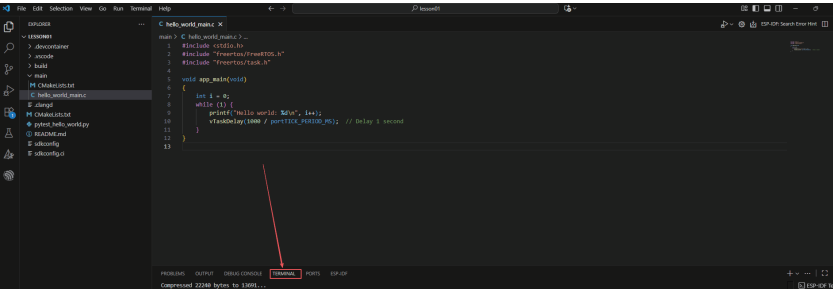 File Edit Selection View Go Run Terminal Help
lesson01
EXPLORER
LESSON01
.devcontainer
.vscode
build
main
CMakeLists.txt
hello_world_main.c
.clangd
CMakeLists.txt
pytest_hello_world.py
README.md
sdkconfig
sdkconfig.ci
hello_world_main.c
main > hello_world_main.c > ...
1 #include <stdio.h>
2 #include "freertos/FreeRTOS.h"
3 #include "freertos/task.h"
4
5 void app_main(void)
6 {
7 int i = 0;
8 while (1) {
9 printf("Hello world: %d\n", i++);
10 vTaskDelay(1000 / portTICK_PERIOD_MS); // Delay 1 second
11 }
12 }
13
ESP-IDF: Search Error Hint
PROBLEMS OUTPUT DEBUG CONSOLE TERMINAL PORTS ESP-IDF
Compressed 22240 bytes to 13691...
ESP-IDF